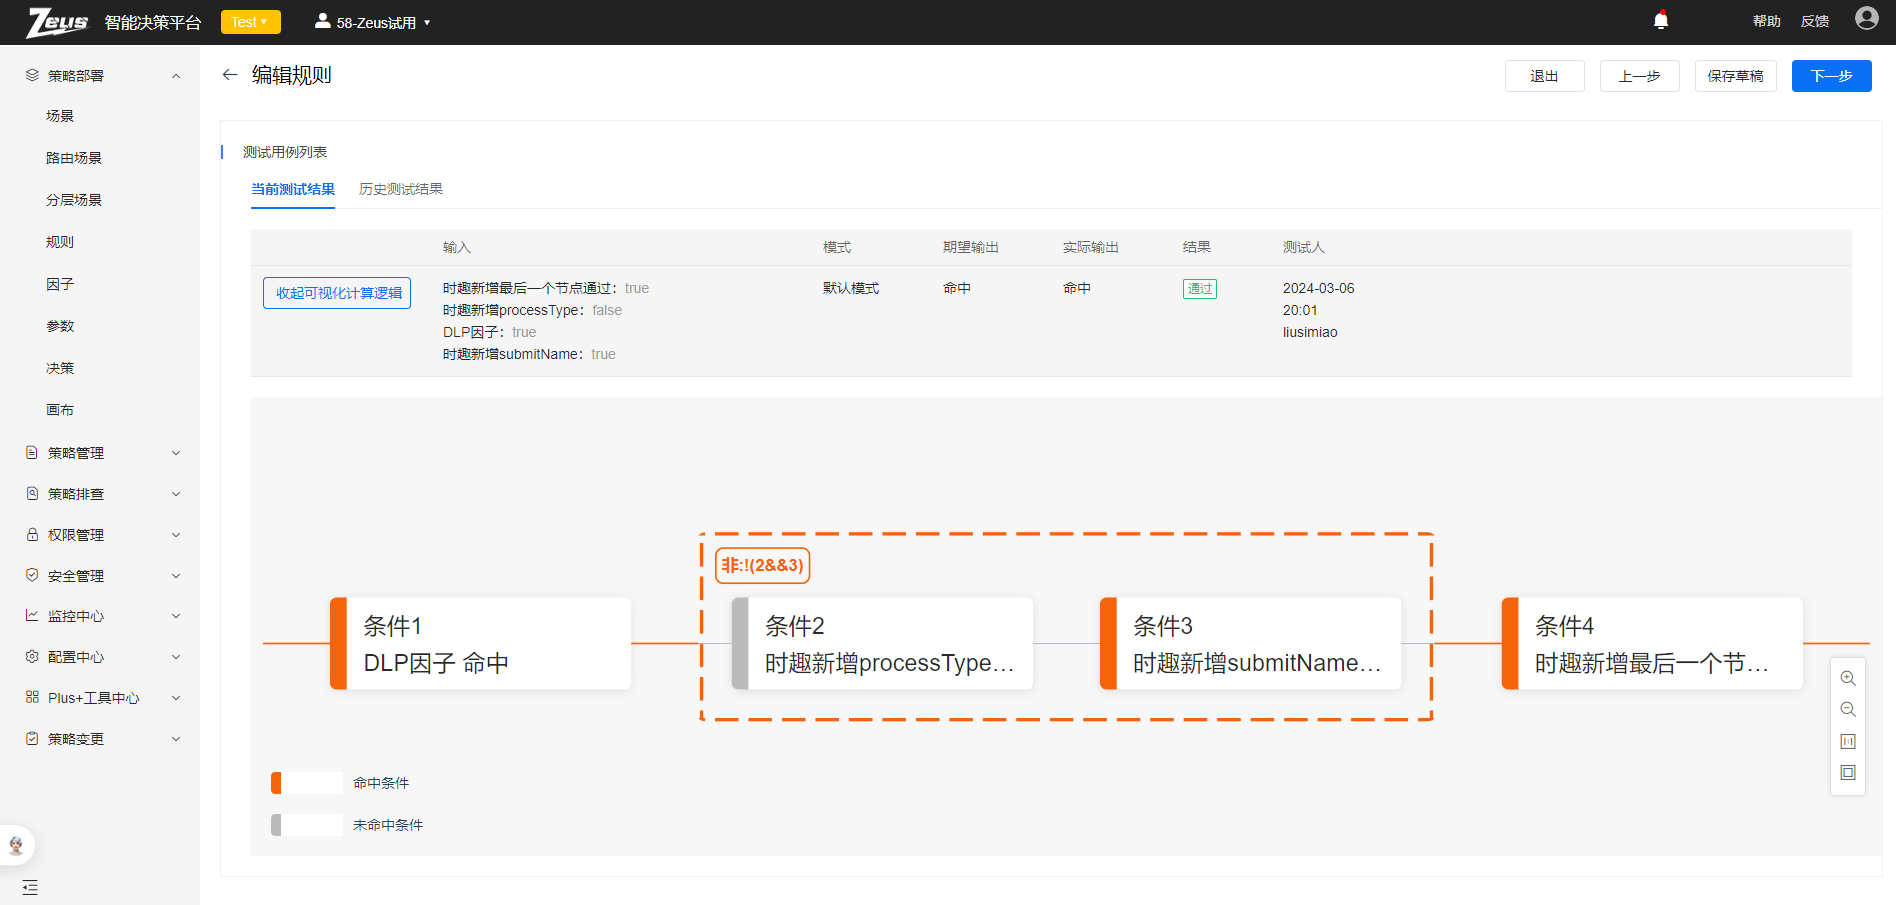 Zeus 智能决策平台 Test 58-Zeus试用 帮助 反馈
策略部署
场景
路由场景
分层场景
规则
因子
参数
决策
画布
策略管理
策略排查
权限管理
安全管理
监控中心
配置中心
Plus+工具中心
策略变更
编辑规则
退出 上一步 保存草稿 下一步
测试用例列表
当前测试结果 历史测试结果
输入 模式 期望输出 实际输出 结果 测试人
收起可视化计算逻辑
时趣新增最后一个节点通过：true
时趣新增processType：false
DLP因子：true
时趣新增submitName：true
默认模式 命中 命中 通过
2024-03-06
20:01
liusimiao
非:!(2&&3)
条件1
DLP因子 命中
条件2
时趣新增processType…
条件3
时趣新增submitName…
条件4
时趣新增最后一个节…
命中条件
未命中条件